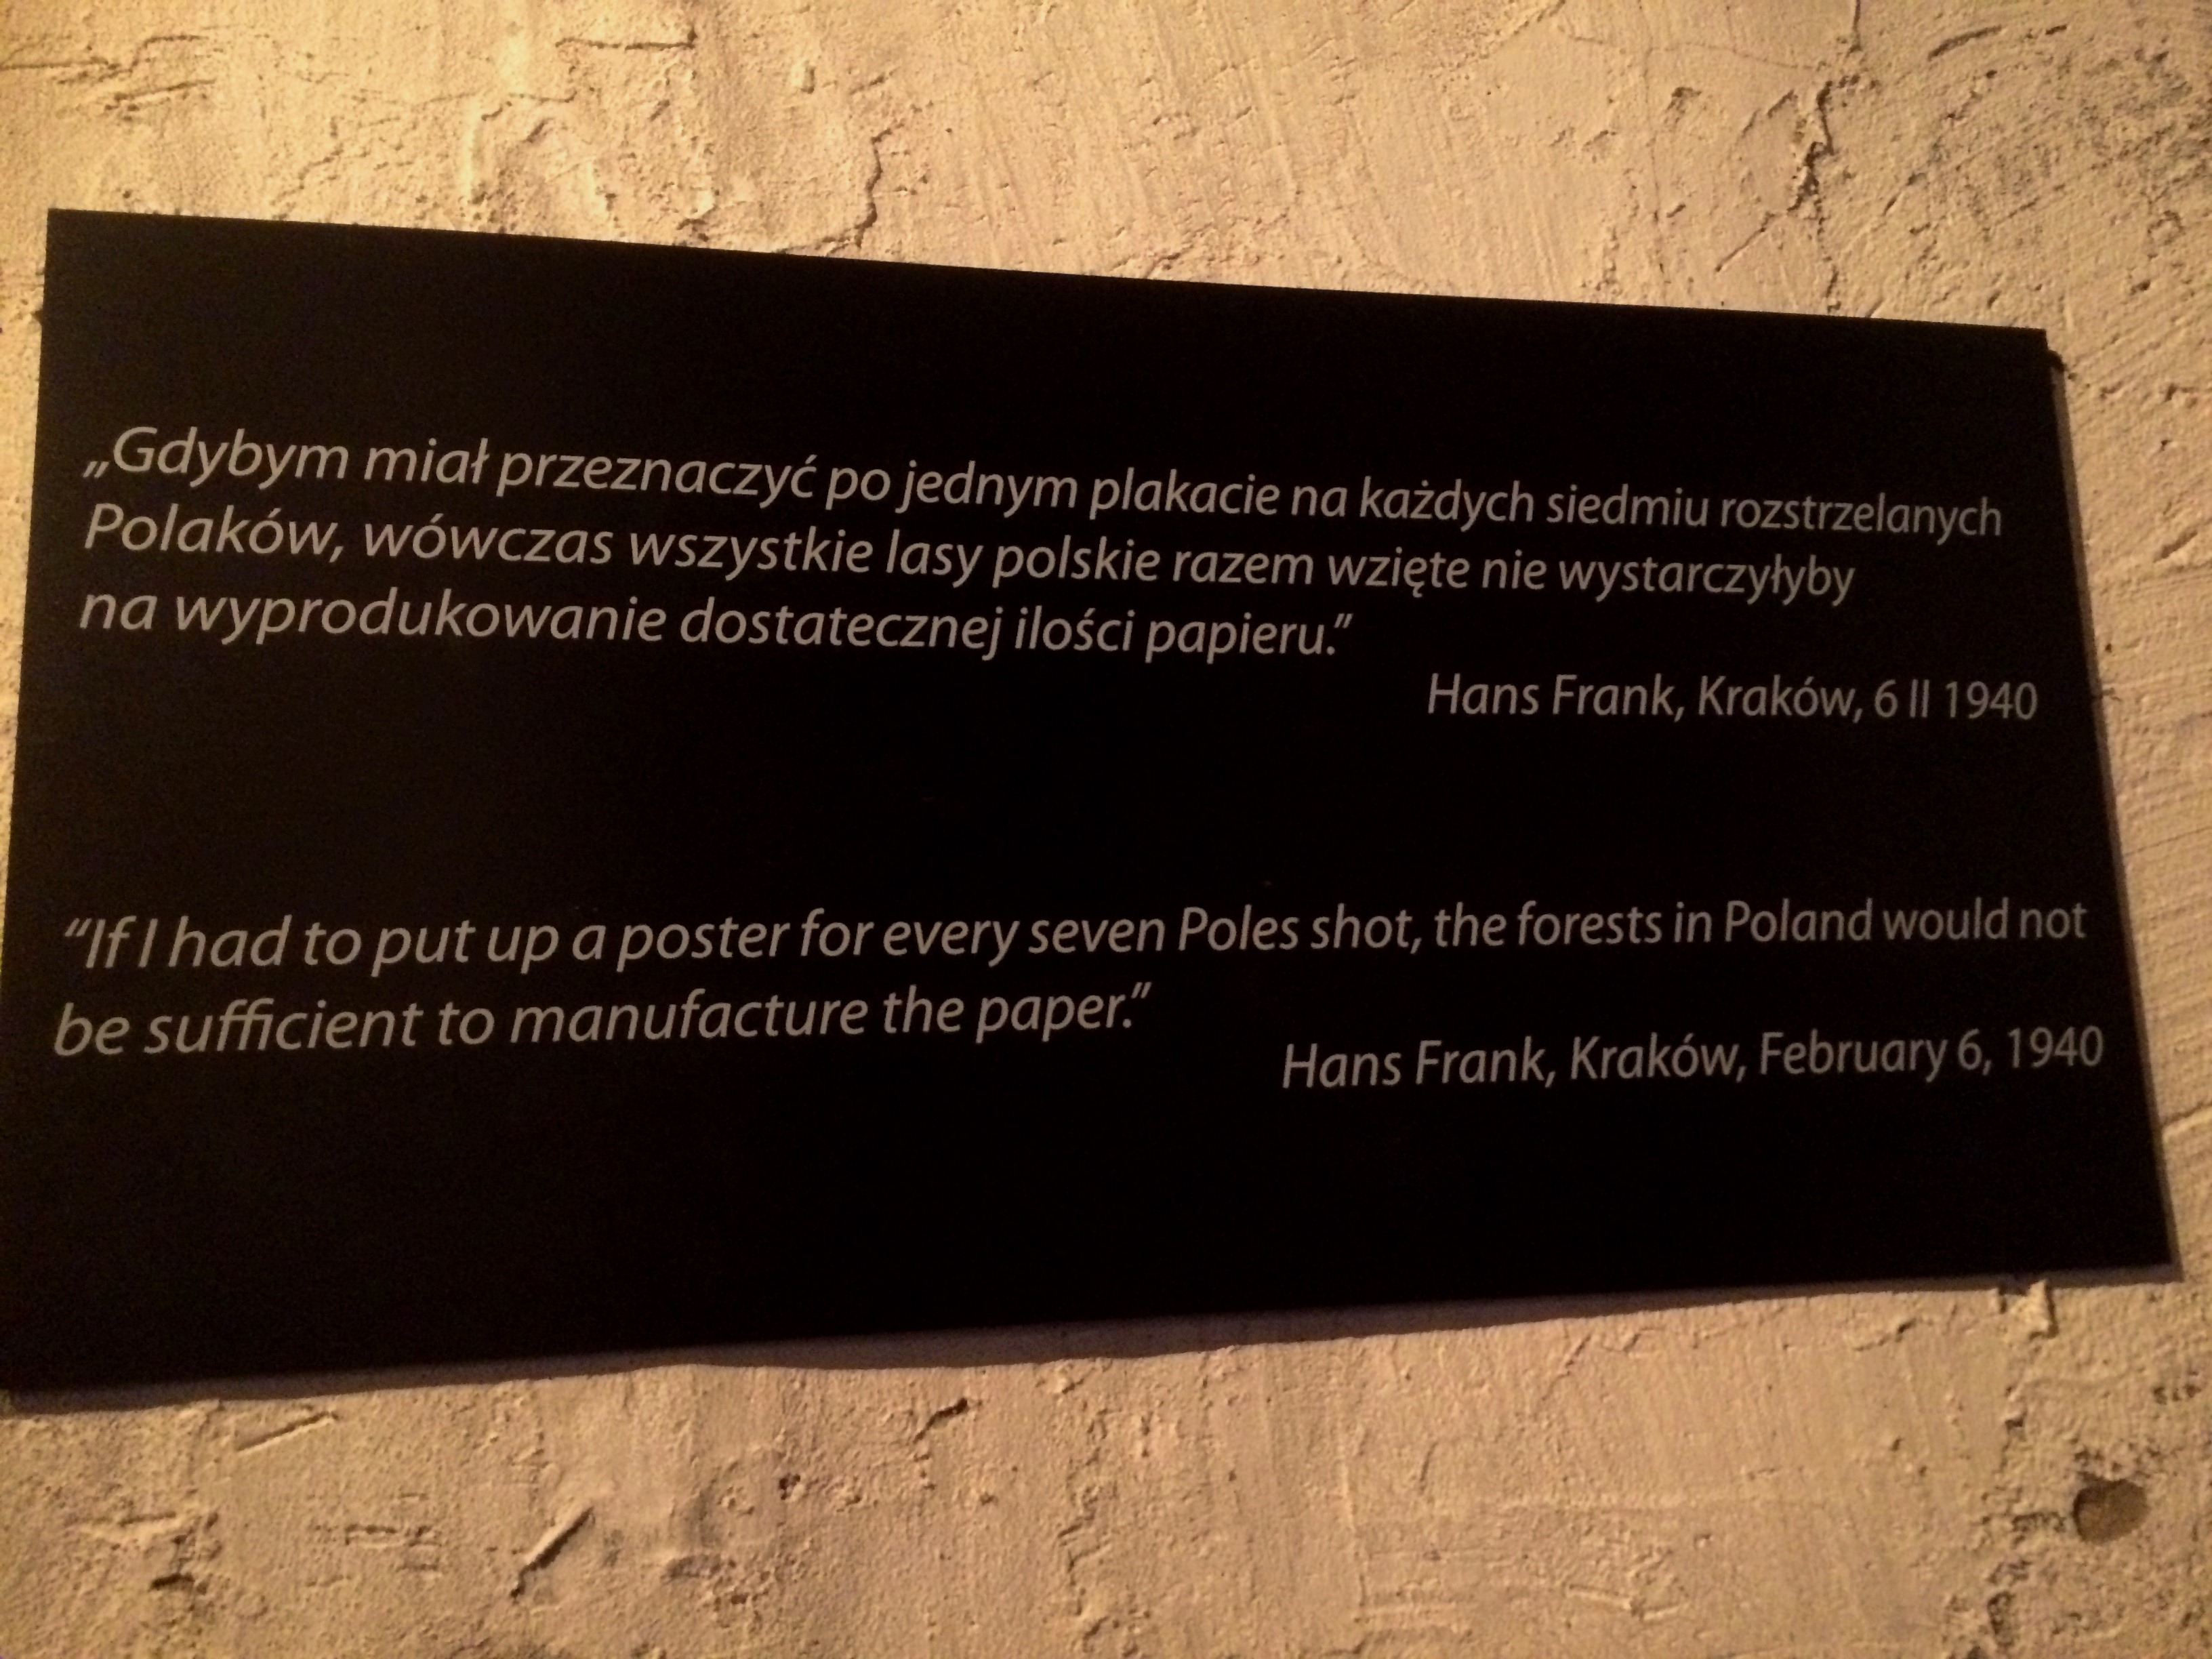 „Gdybym miał przeznaczyć po jednym plakacie na każdych siedmiu rozstrzelanych
Polaków, wówczas wszystkie lasy polskie razem wzięte nie wystarczyłyby
na wyprodukowanie dostatecznej ilości papieru.”
Hans Frank, Kraków, 6 II 1940
“If I had to put up a poster for every seven Poles shot, the forests in Poland would not
be sufficient to manufacture the paper.”
Hans Frank, Kraków, February 6, 1940